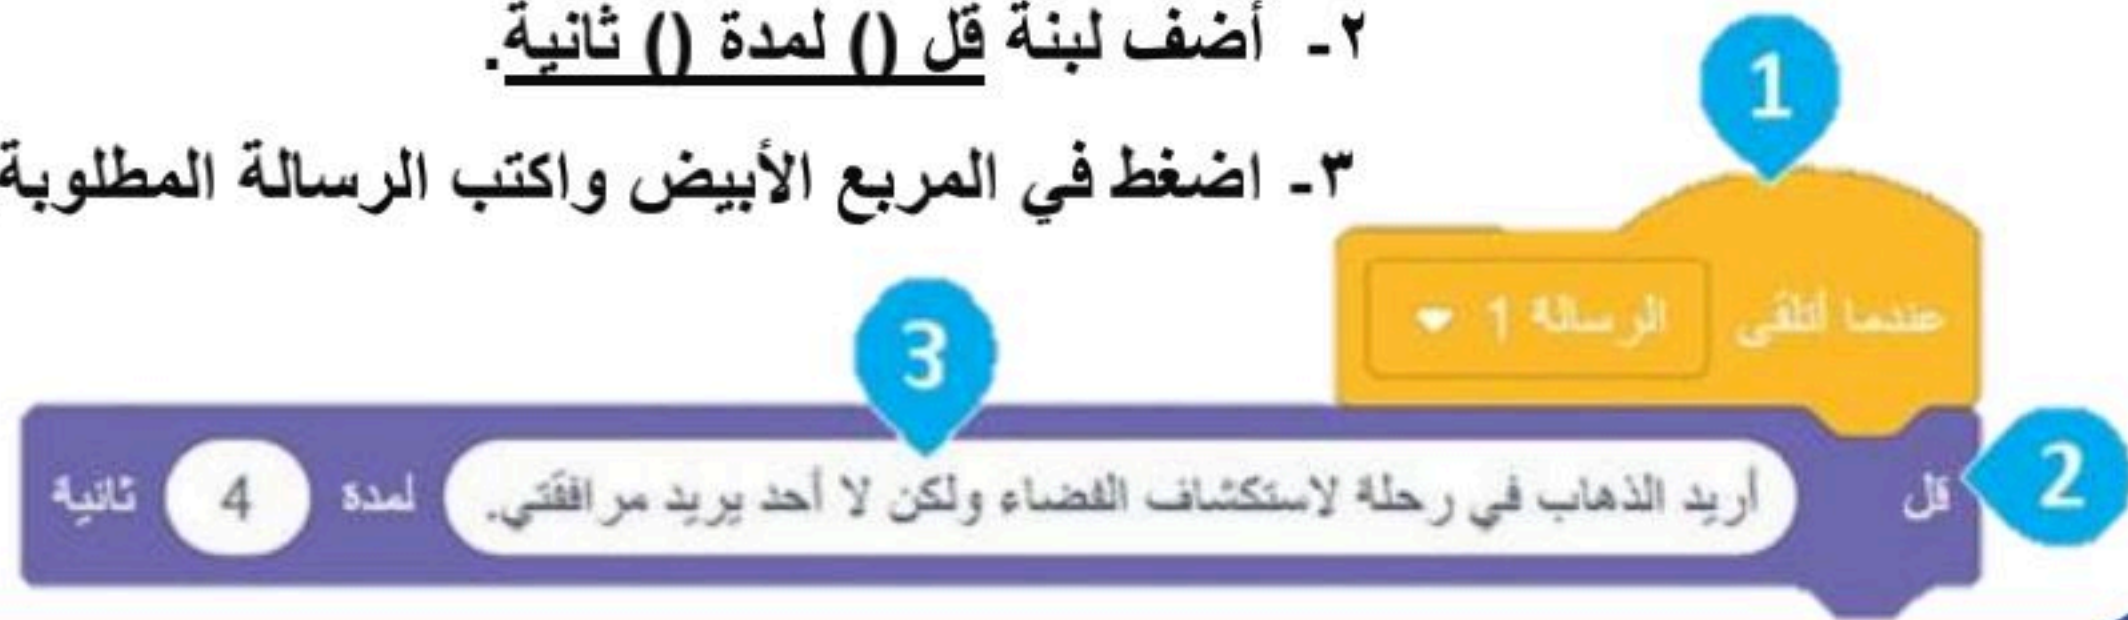 ٢- أضف لبنة قل () لمدة () ثانية.
٣- اضغط في المربع الأبيض واكتب الرسالة المطلوبة
1
عندما أتلقى الرسالة 1
3
قل أريد الذهاب في رحلة لاستكشاف الفضاء ولكن لا أحد يريد مرافقتي. لمدة 4 ثانية
2